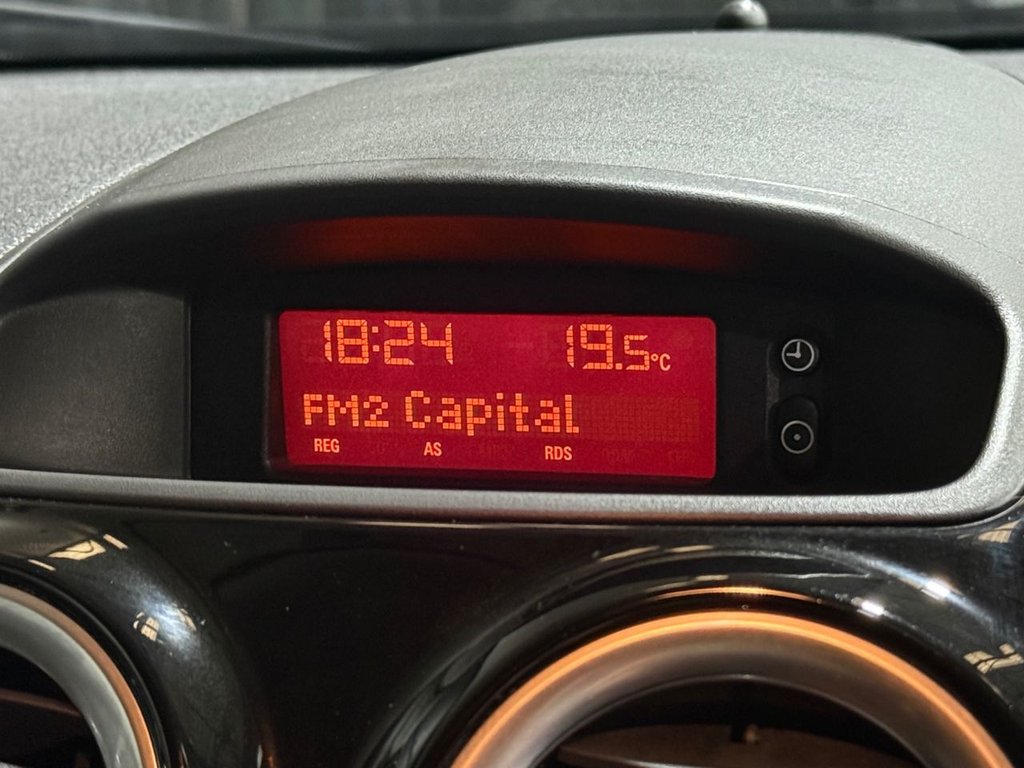 18:24 19.5°C
FM2 Capital
REG AS RDS